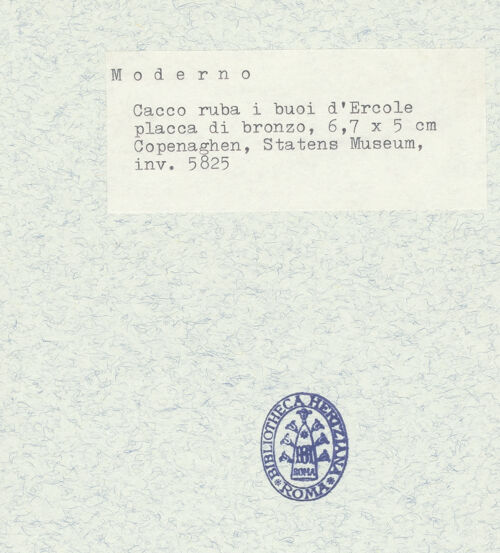 Moderno
Cacco ruba i buoi d'Ercole
placca di bronzo, 6,7 x 5 cm
Copenaghen, Statens Museum,
inv. 5825
BIBLIOTHECA HERTZIANA
ROMA
ROMA